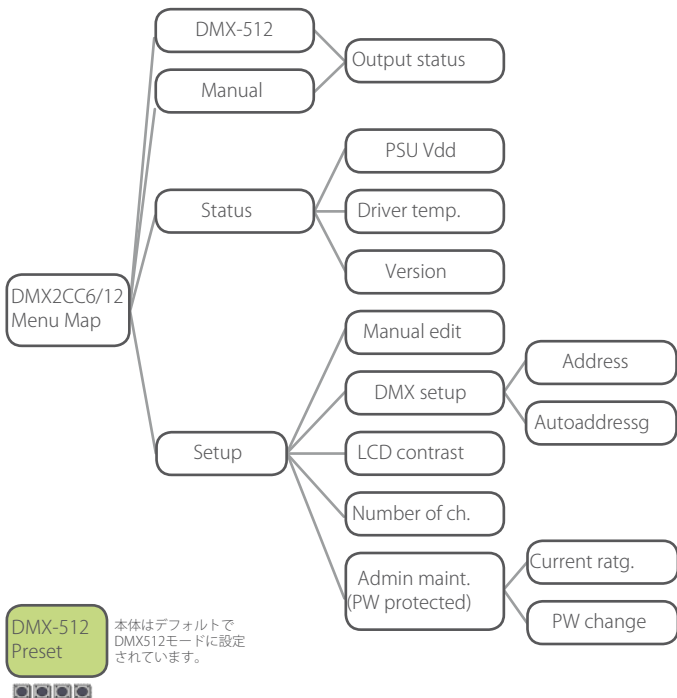 DMX-512
Output status
Manual
PSU Vdd
Status
Driver temp.
Version
DMX2CC6/12
Menu Map
Manual edit
Address
DMX setup
Autoaddressg
Setup
LCD contrast
Number of ch.
Admin maint.
(PW protected)
Current ratg.
PW change
DMX-512
Preset
本体はデフォルトで
DMX512モードに設定
されています。